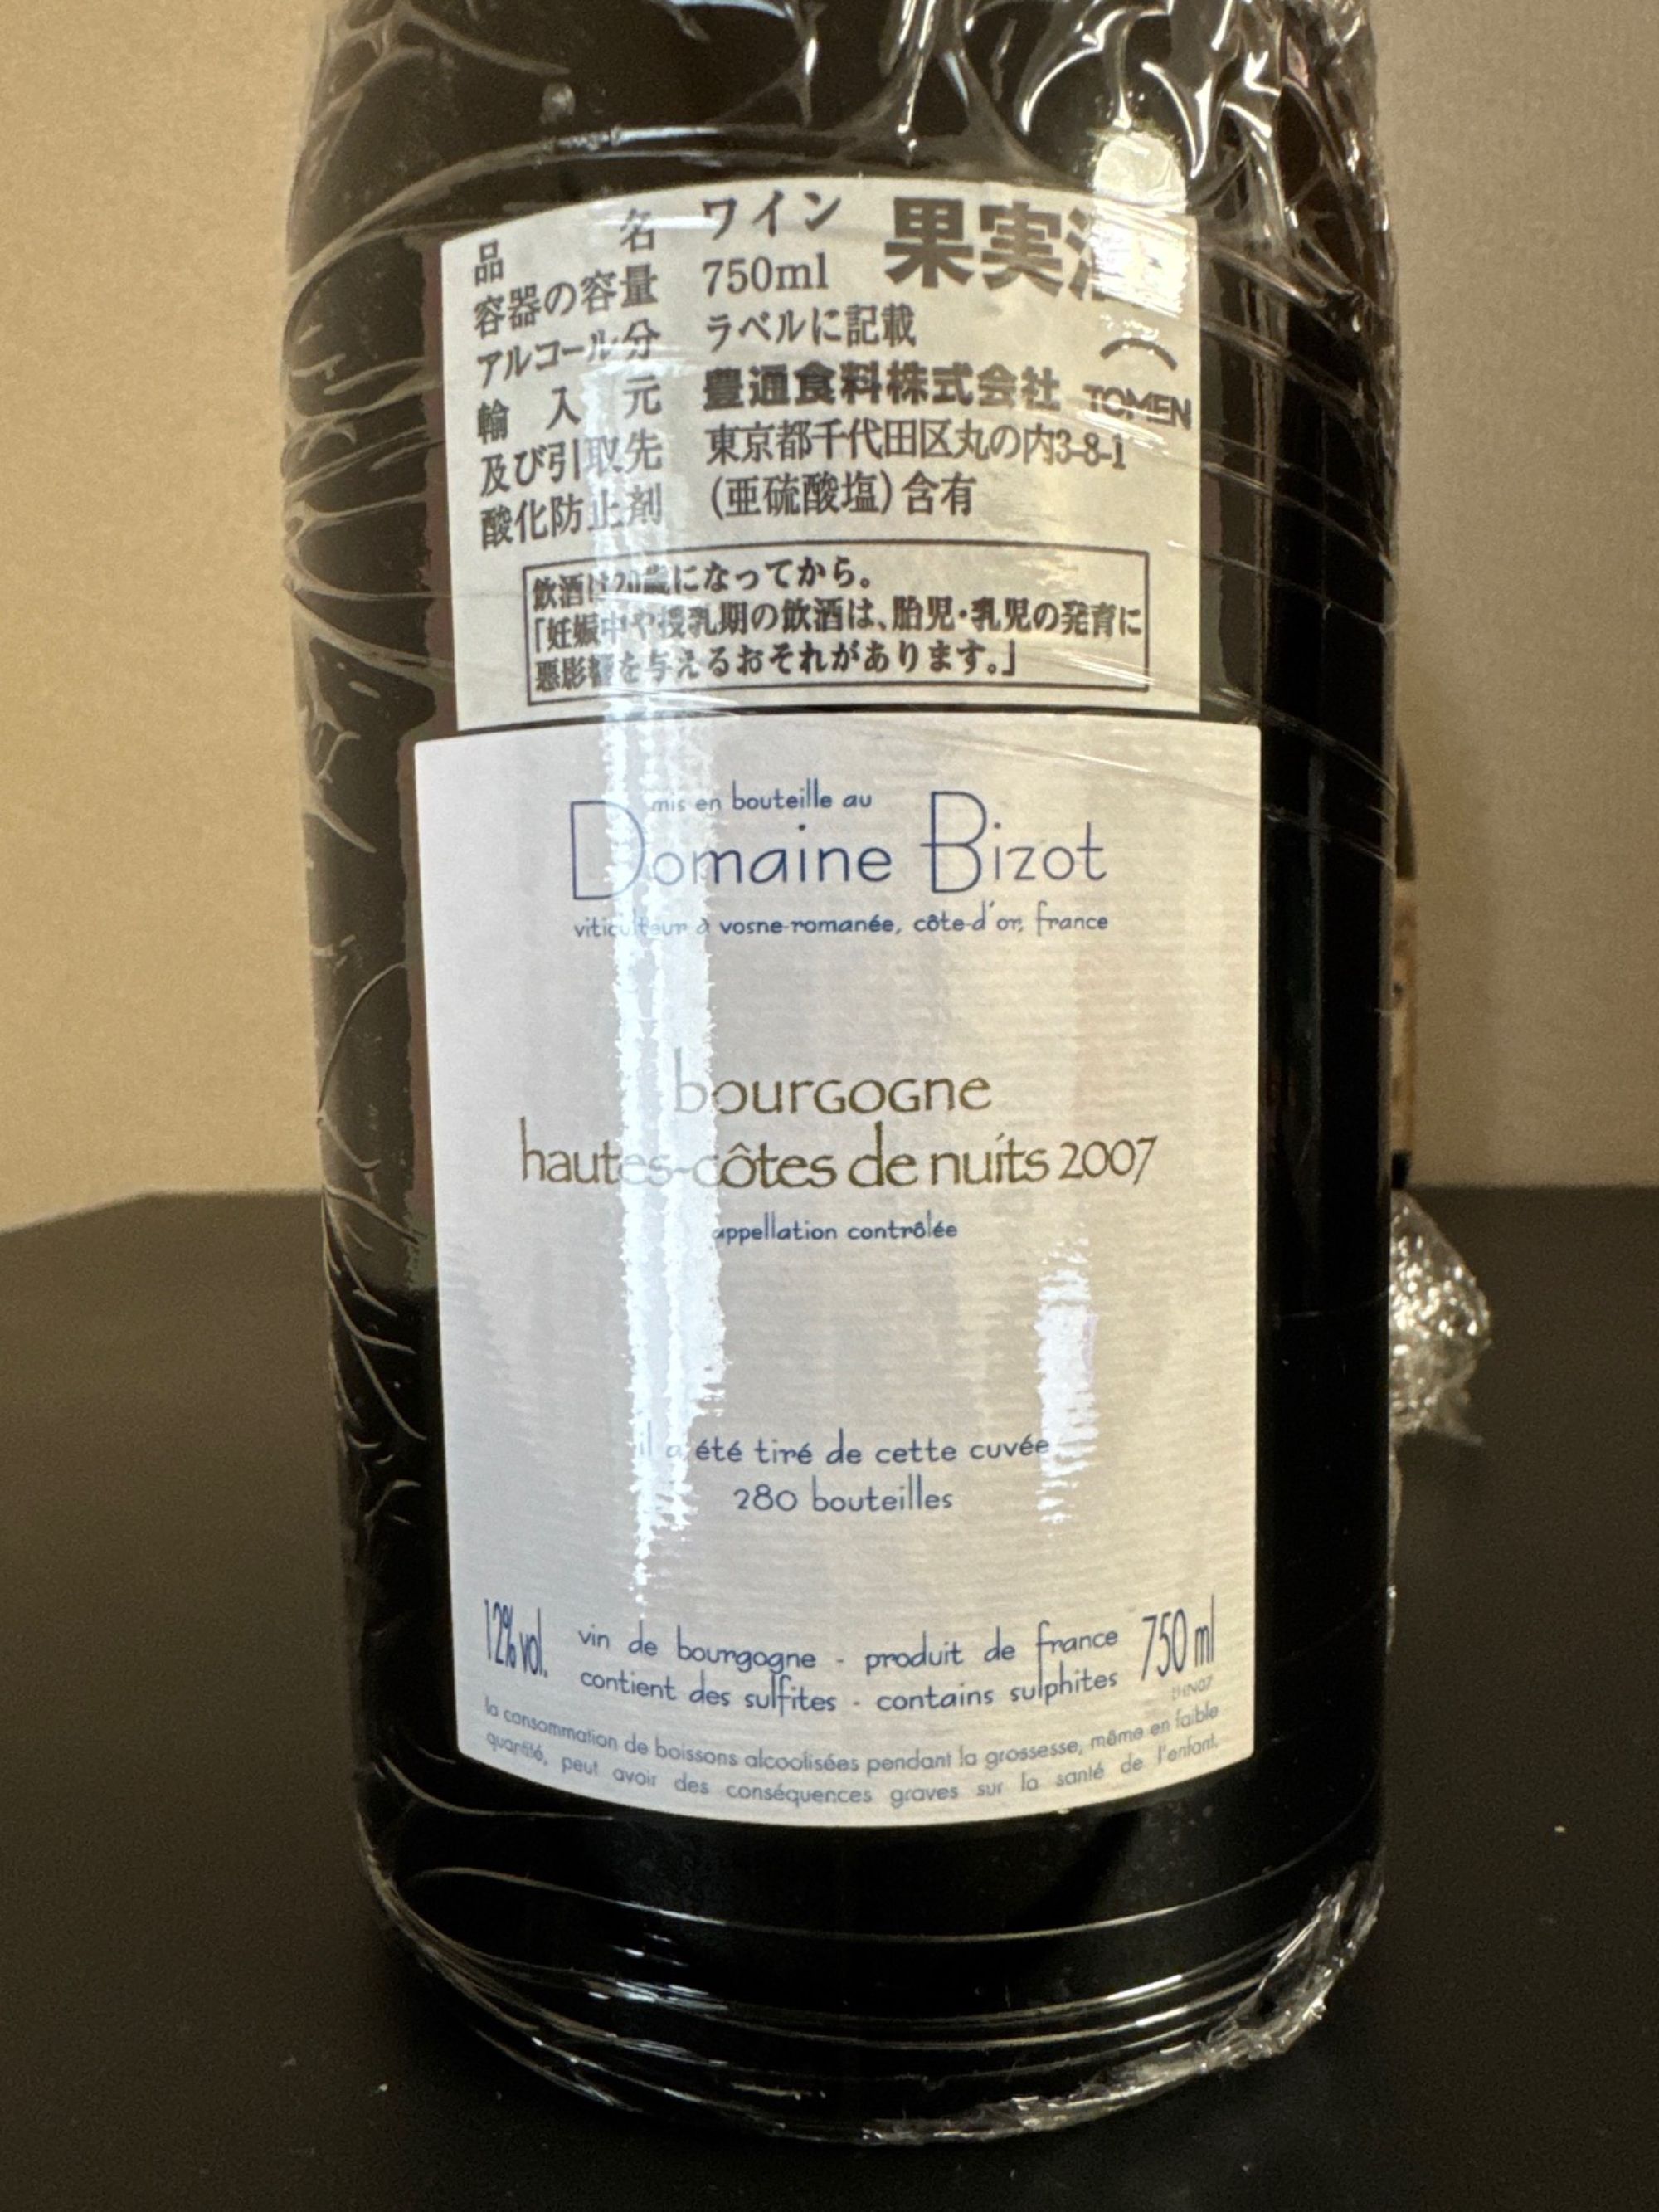 品名 ワイン 果実酒
容器の容量 750ml
アルコール分 ラベルに記載
輸入元 豊通食料株式会社 TOMEN
及び引取先 東京都千代田区丸の内3-8-1
酸化防止剤 (亜硫酸塩)含有
飲酒は20歳になってから。
「妊娠中や授乳期の飲酒は、胎児・乳児の発育に
悪影響を与えるおそれがあります。」
mis en bouteille au
Domaine Bizot
viticulteur à vosne-romanée, côte-d'or, france
bourgogne
hautes-côtes de nuits 2007
appellation contrôlée
il a été tiré de cette cuvée
280 bouteilles
12% vol. vin de bourgogne - produit de france 750 ml
contient des sulfites - contains sulphites
la consommation de boissons alcoolisées pendant la grossesse, même en faible
quantité, peut avoir des conséquences graves sur la santé de l'enfant.